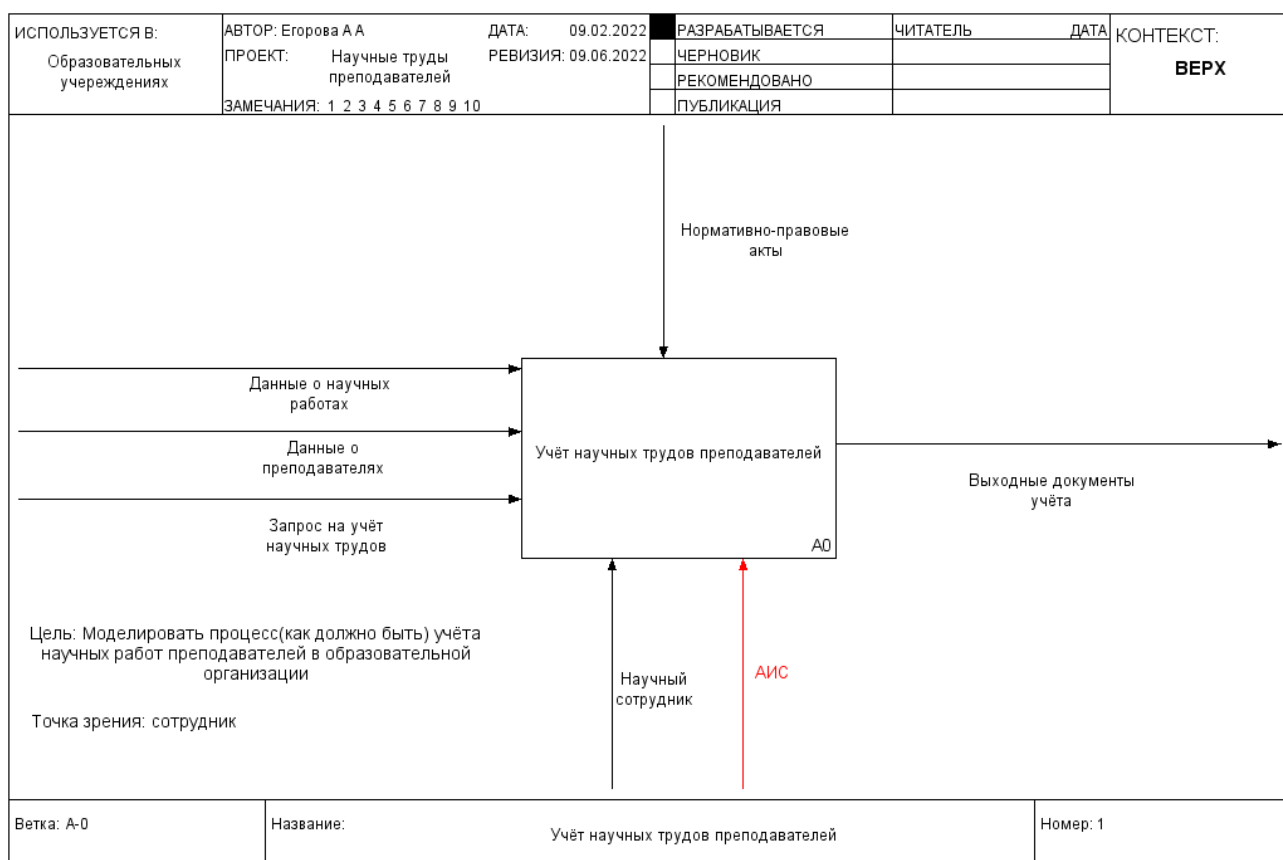 ИСПОЛЬЗУЕТСЯ В:
Образовательных
учереждениях
АВТОР: Егорова А А
ДАТА: 09.02.2022
ПРОЕКТ: Научные труды
преподавателей
РЕВИЗИЯ: 09.06.2022
ЗАМЕЧАНИЯ: 1 2 3 4 5 6 7 8 9 10
РАЗРАБАТЫВАЕТСЯ
ЧЕРНОВИК
РЕКОМЕНДОВАНО
ПУБЛИКАЦИЯ
ЧИТАТЕЛЬ ДАТА
КОНТЕКСТ:
ВЕРХ
Нормативно-правовые
акты
Данные о научных
работах
Данные о
преподавателях
Запрос на учёт
научных трудов
Учёт научных трудов преподавателей
A0
Выходные документы
учёта
Цель: Моделировать процесс(как должно быть) учёта
научных работ преподавателей в образовательной
организации
Точка зрения: сотрудник
Научный
сотрудник
АИС
Ветка: A-0
Название: Учёт научных трудов преподавателей
Номер: 1